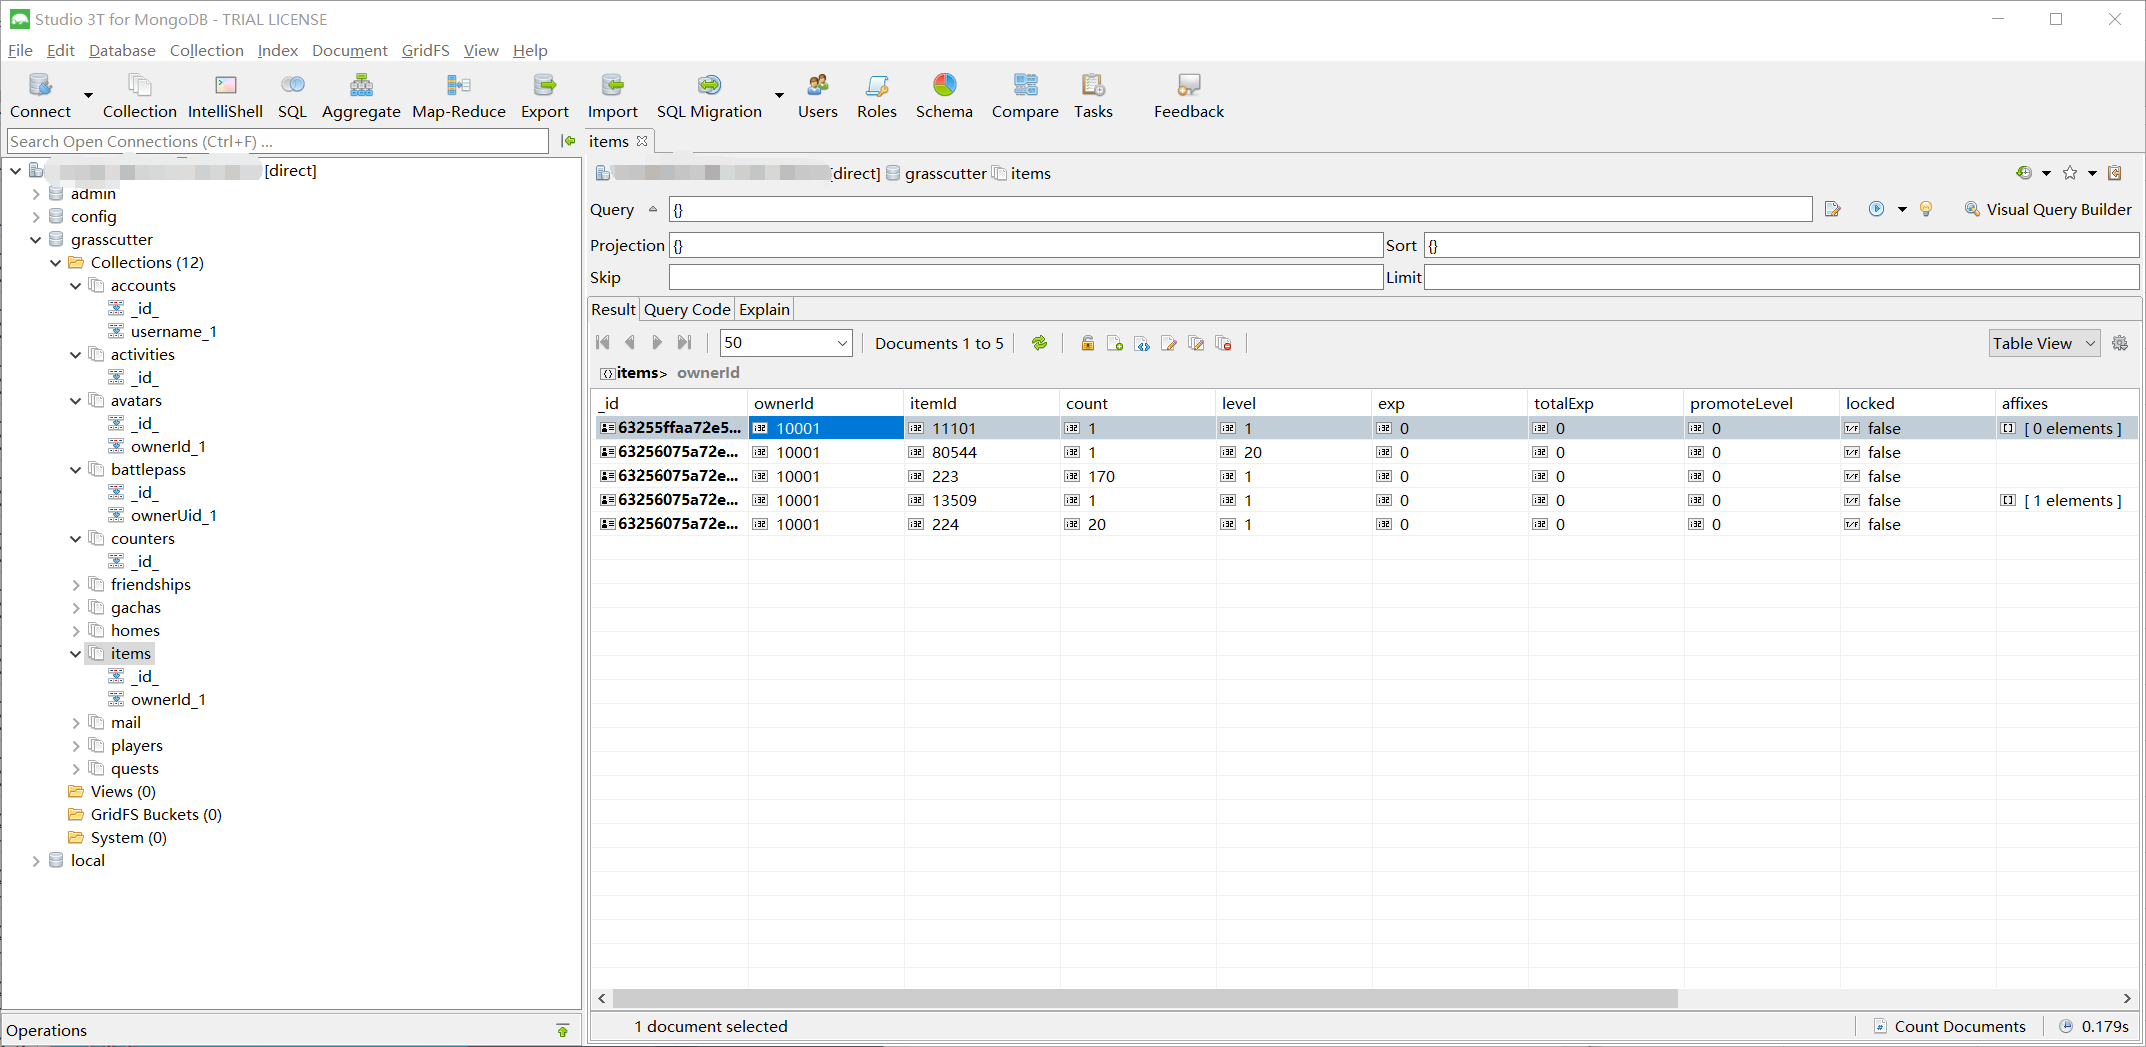 Studio 3T for MongoDB - TRIAL LICENSE
File Edit Database Collection Index Document GridFS View Help
Connect Collection IntelliShell SQL Aggregate Map-Reduce Export Import SQL Migration Users Roles Schema Compare Tasks Feedback
Search Open Connections (Ctrl+F) ...
[direct]
admin
config
grasscutter
Collections (12)
accounts
_id_
username_1
activities
_id_
avatars
_id_
ownerId_1
battlepass
_id_
ownerUid_1
counters
_id_
friendships
gachas
homes
items
_id_
ownerId_1
mail
players
quests
Views (0)
GridFS Buckets (0)
System (0)
local
Operations
items
[direct] grasscutter items
Query {} Visual Query Builder
Projection {} Sort {}
Skip Limit
Result Query Code Explain
50 Documents 1 to 5 Table View
items> ownerId
_id ownerId itemId count level exp totalExp promoteLevel locked affixes
63255ffaa72e5... 10001 11101 1 1 0 0 0 false [ 0 elements ]
63256075a72e... 10001 80544 1 20 0 0 0 false
63256075a72e... 10001 223 170 1 0 0 0 false
63256075a72e... 10001 13509 1 1 0 0 0 false [ 1 elements ]
63256075a72e... 10001 224 20 1 0 0 0 false
1 document selected Count Documents 0.179s